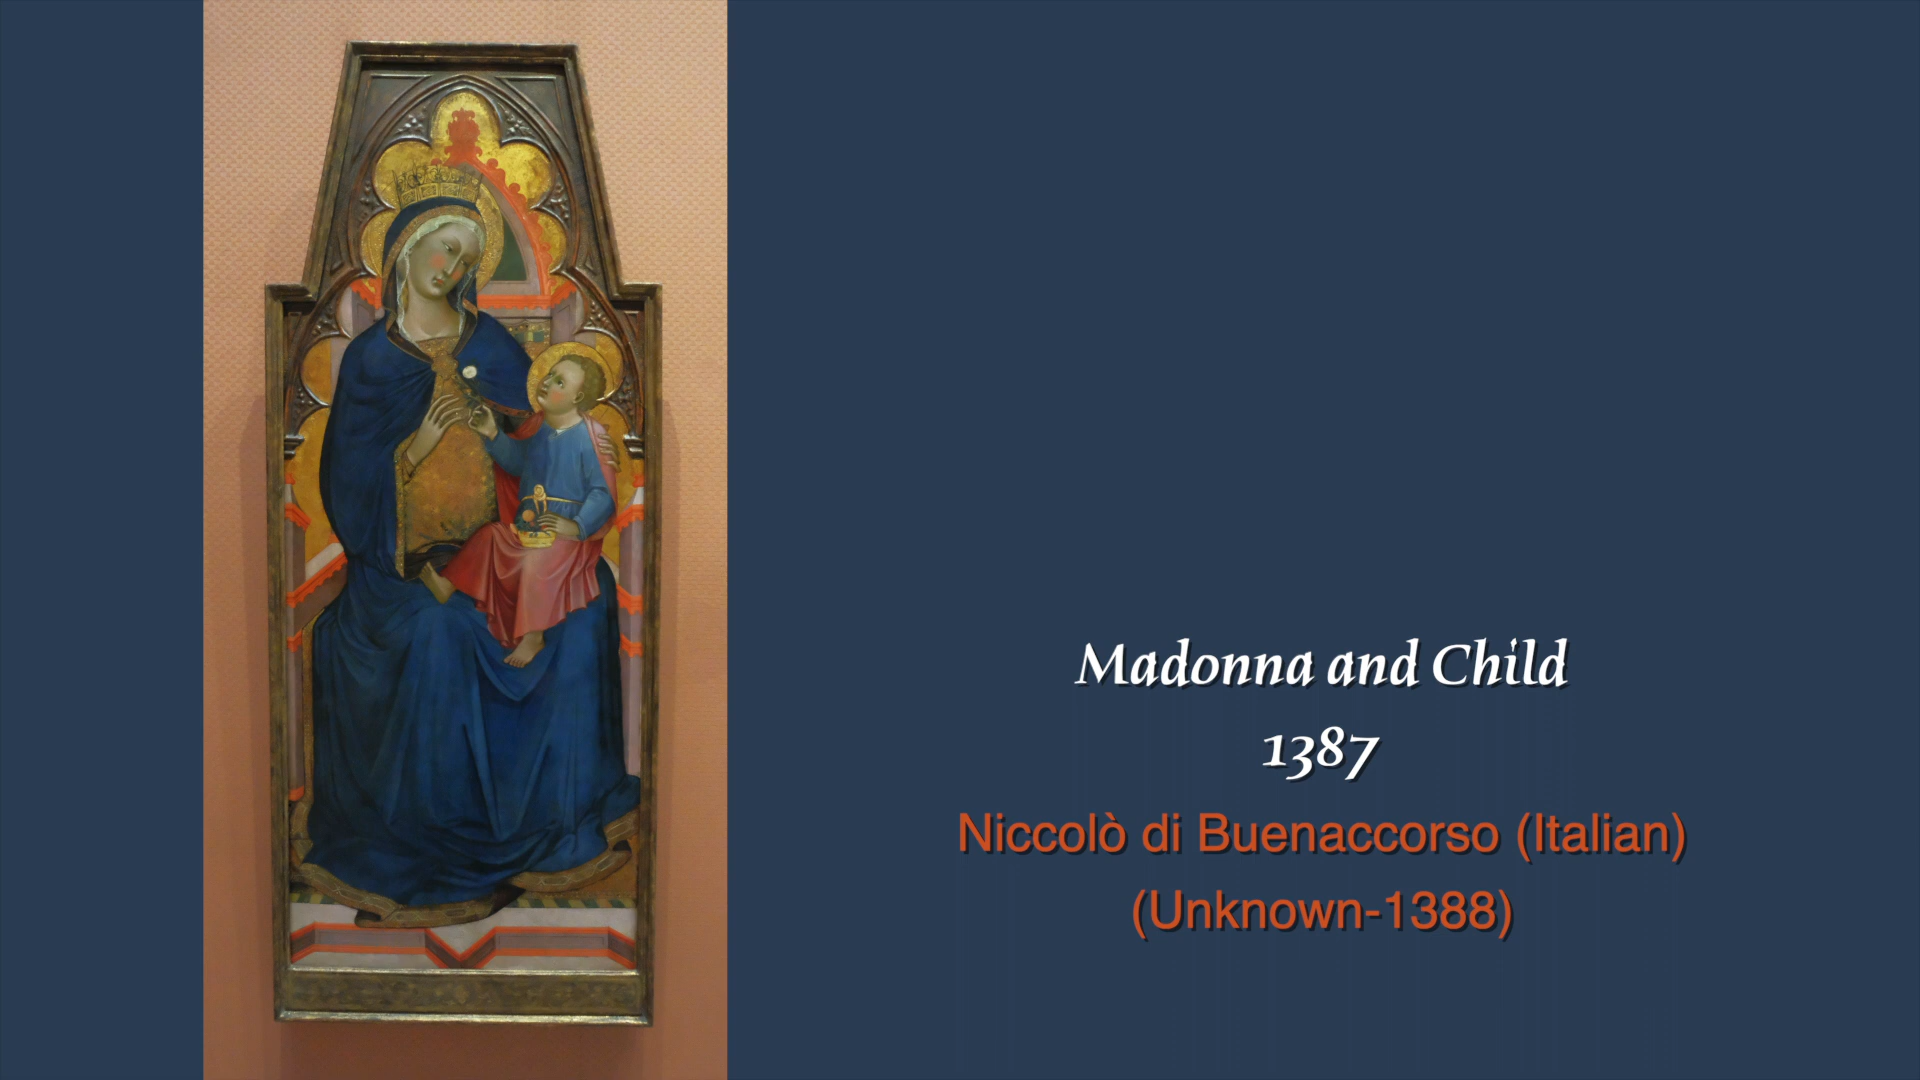 Madonna and Child
1387
Niccolò di Buenaccorso (Italian)
(Unknown-1388)